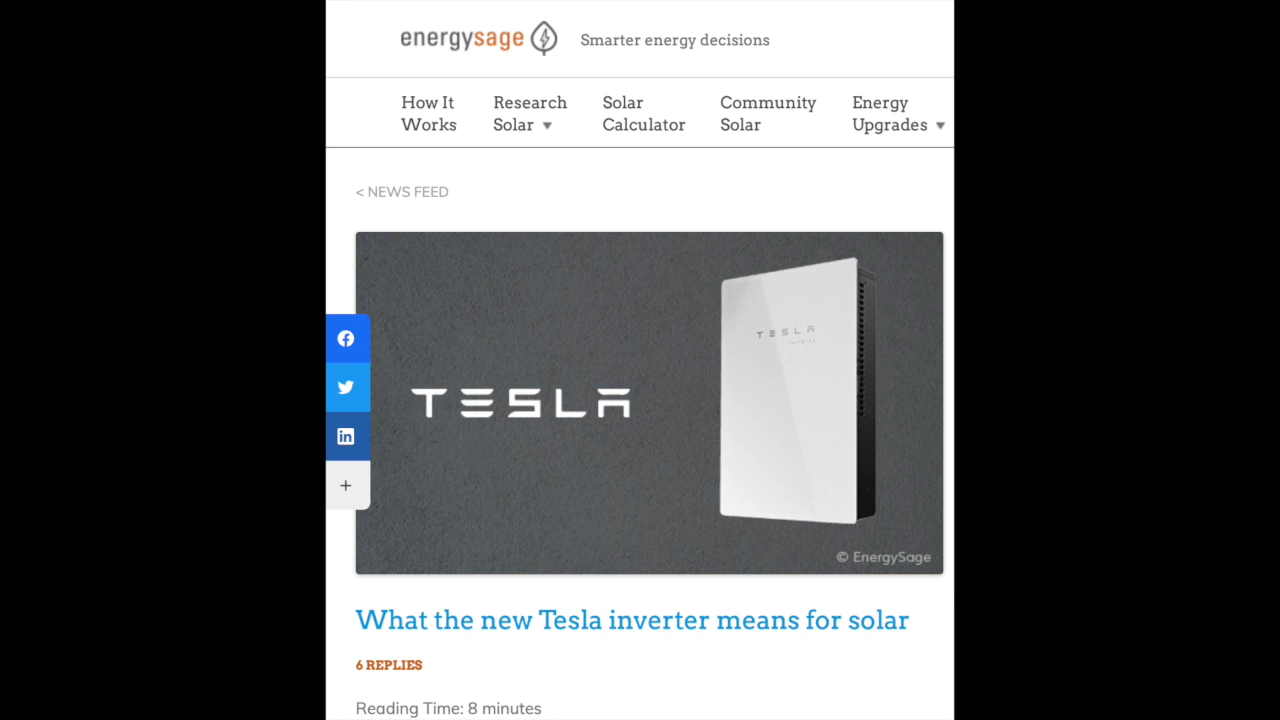 energysage
Smarter energy decisions
How It
Works
Research
Solar ▼
Solar
Calculator
Community
Solar
Energy
Upgrades ▼
< NEWS FEED
TESLA
TESLA
© EnergySage
What the new Tesla inverter means for solar
6 REPLIES
Reading Time: 8 minutes